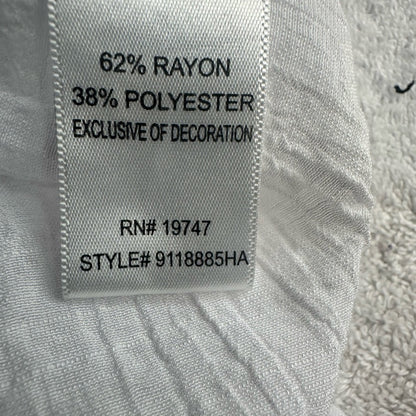 62% RAYON
38% POLYESTER
EXCLUSIVE OF DECORATION
RN# 19747
STYLE# 9118885HA